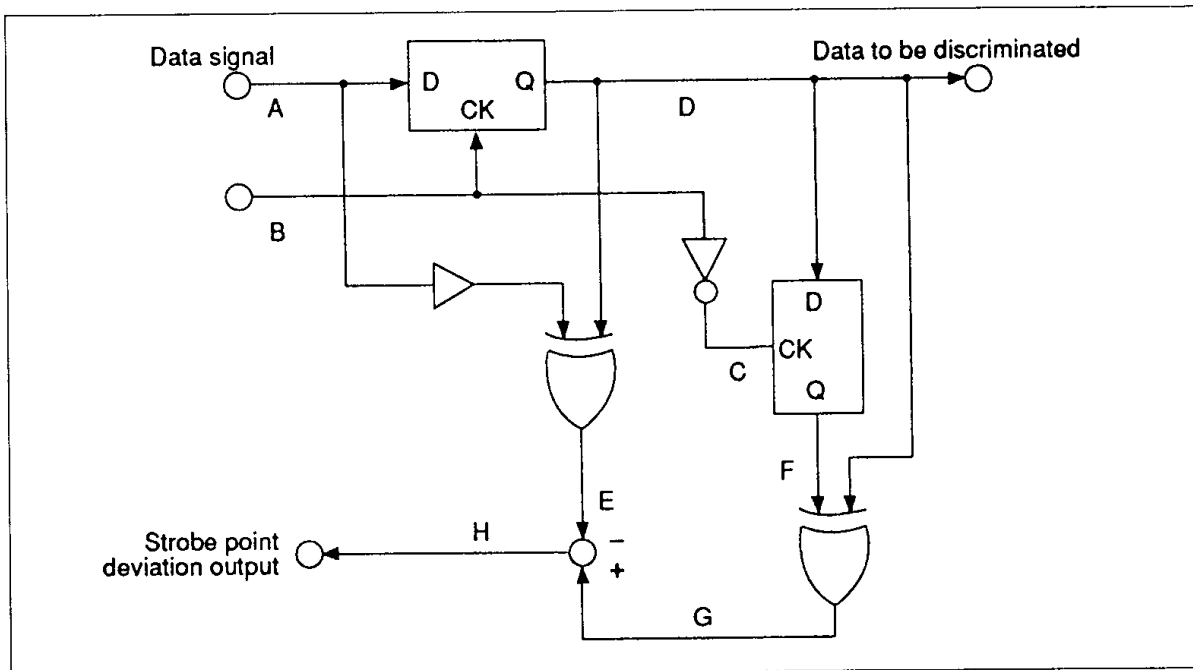 Data signal
Data to be discriminated
D
Q
CK
A
D
B
D
CK
C
Q
F
E
Strobe point
deviation output
H
−
+
G